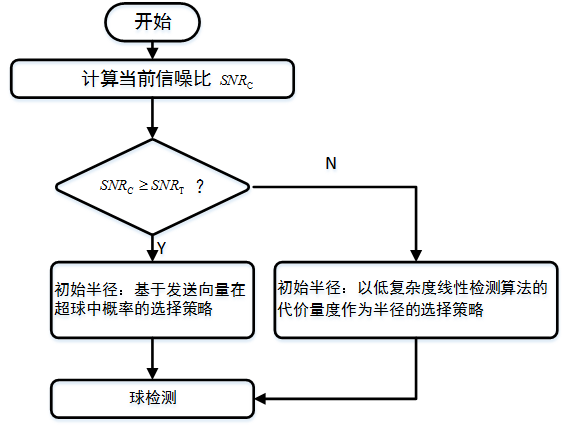 开始
计算当前信噪比 SNR_C
SNR_C ≥ SNR_T ？
N
Y
初始半径：基于发送向量在
超球中概率的选择策略
初始半径：以低复杂度线性检测算法的
代价量度作为半径的选择策略
球检测